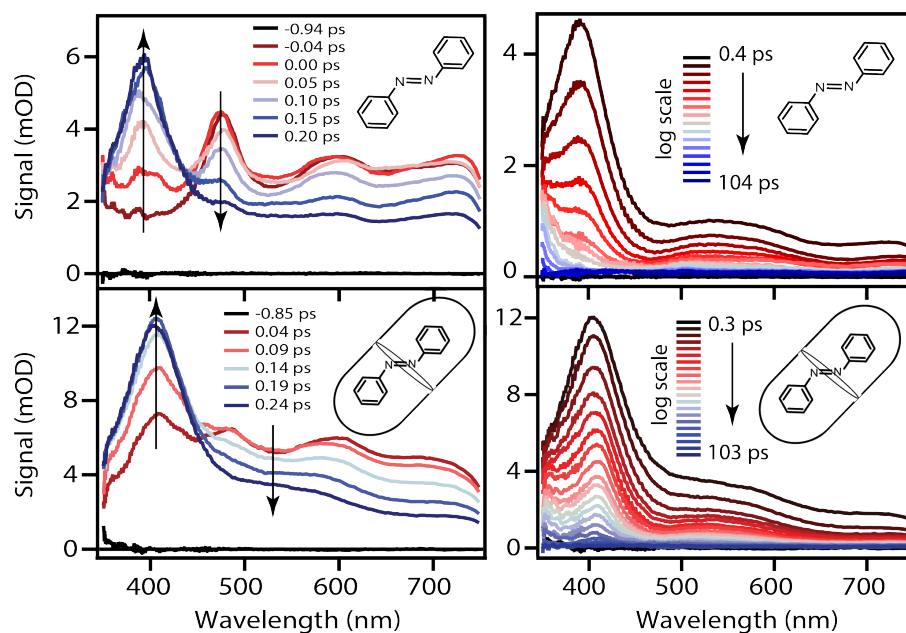 Signal (mOD)
6
4
2
0
-0.94 ps
-0.04 ps
0.00 ps
0.05 ps
0.10 ps
0.15 ps
0.20 ps
N=N
4
2
0
log scale
0.4 ps
104 ps
N=N
Signal (mOD)
12
8
4
0
-0.85 ps
0.04 ps
0.09 ps
0.14 ps
0.19 ps
0.24 ps
N=N
400 500 600 700
Wavelength (nm)
12
8
4
0
log scale
0.3 ps
103 ps
N=N
400 500 600 700
Wavelength (nm)